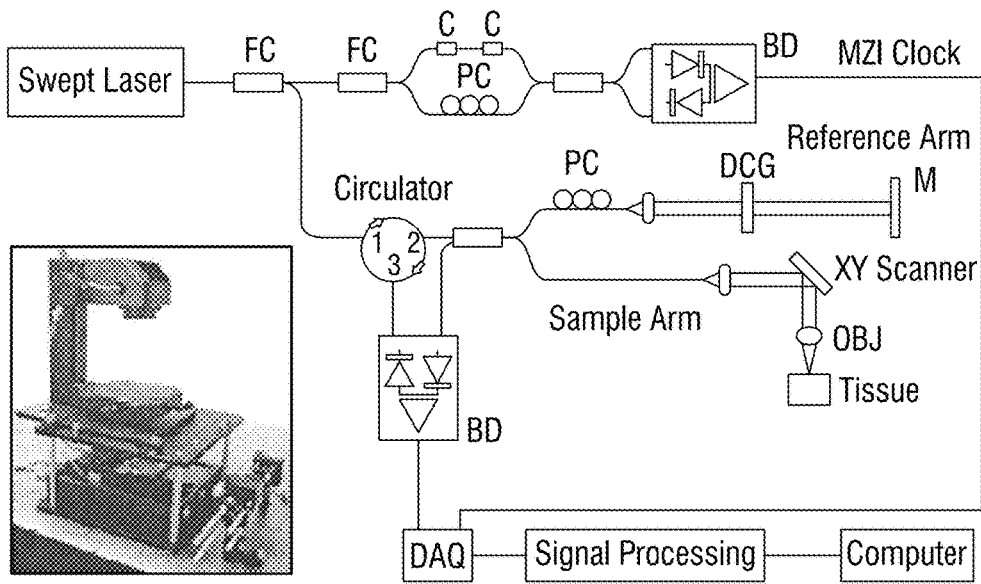 Swept Laser
FC
FC
C
C
PC
BD
MZI Clock
Reference Arm
PC
DCG
M
Circulator
1
2
3
XY Scanner
Sample Arm
OBJ
Tissue
BD
DAQ
Signal Processing
Computer